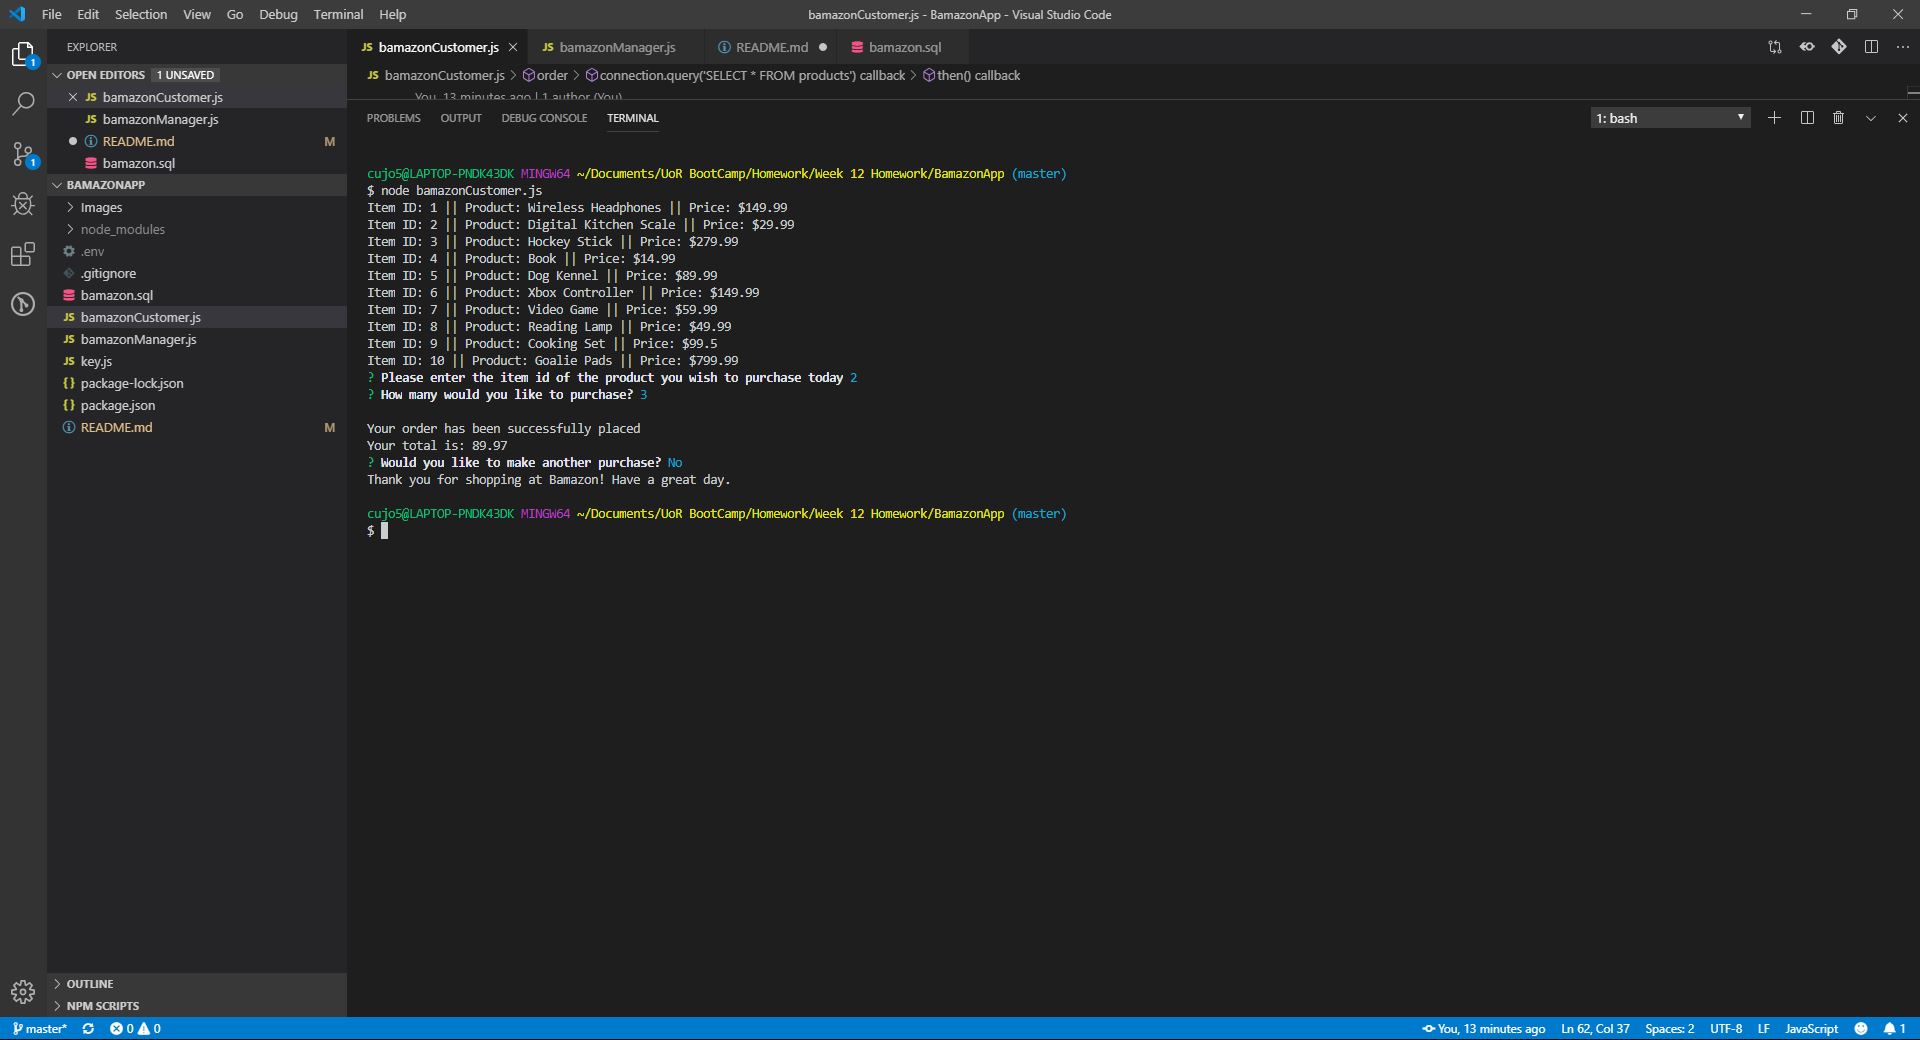 File Edit Selection View Go Debug Terminal Help
bamazonCustomer.js - BamazonApp - Visual Studio Code
EXPLORER
OPEN EDITORS 1 UNSAVED
JS bamazonCustomer.js
JS bamazonManager.js
README.md M
bamazon.sql
BAMAZONAPP
Images
node_modules
.env
.gitignore
bamazon.sql
JS bamazonCustomer.js
JS bamazonManager.js
JS key.js
{} package-lock.json
{} package.json
README.md M
OUTLINE
NPM SCRIPTS
1
1
JS bamazonCustomer.js JS bamazonManager.js README.md bamazon.sql
JS bamazonCustomer.js > order > connection.query('SELECT * FROM products') callback > then() callback
You, 13 minutes ago | 1 author (You)
PROBLEMS OUTPUT DEBUG CONSOLE TERMINAL 1: bash
cujo5@LAPTOP-PNDK43DK MINGW64 ~/Documents/UoR BootCamp/Homework/Week 12 Homework/BamazonApp (master)
$ node bamazonCustomer.js
Item ID: 1 || Product: Wireless Headphones || Price: $149.99
Item ID: 2 || Product: Digital Kitchen Scale || Price: $29.99
Item ID: 3 || Product: Hockey Stick || Price: $279.99
Item ID: 4 || Product: Book || Price: $14.99
Item ID: 5 || Product: Dog Kennel || Price: $89.99
Item ID: 6 || Product: Xbox Controller || Price: $149.99
Item ID: 7 || Product: Video Game || Price: $59.99
Item ID: 8 || Product: Reading Lamp || Price: $49.99
Item ID: 9 || Product: Cooking Set || Price: $99.5
Item ID: 10 || Product: Goalie Pads || Price: $799.99
? Please enter the item id of the product you wish to purchase today 2
? How many would you like to purchase? 3
Your order has been successfully placed
Your total is: 89.97
? Would you like to make another purchase? No
Thank you for shopping at Bamazon! Have a great day.
cujo5@LAPTOP-PNDK43DK MINGW64 ~/Documents/UoR BootCamp/Homework/Week 12 Homework/BamazonApp (master)
$
master* 0 0 You, 13 minutes ago Ln 62, Col 37 Spaces: 2 UTF-8 LF JavaScript 1